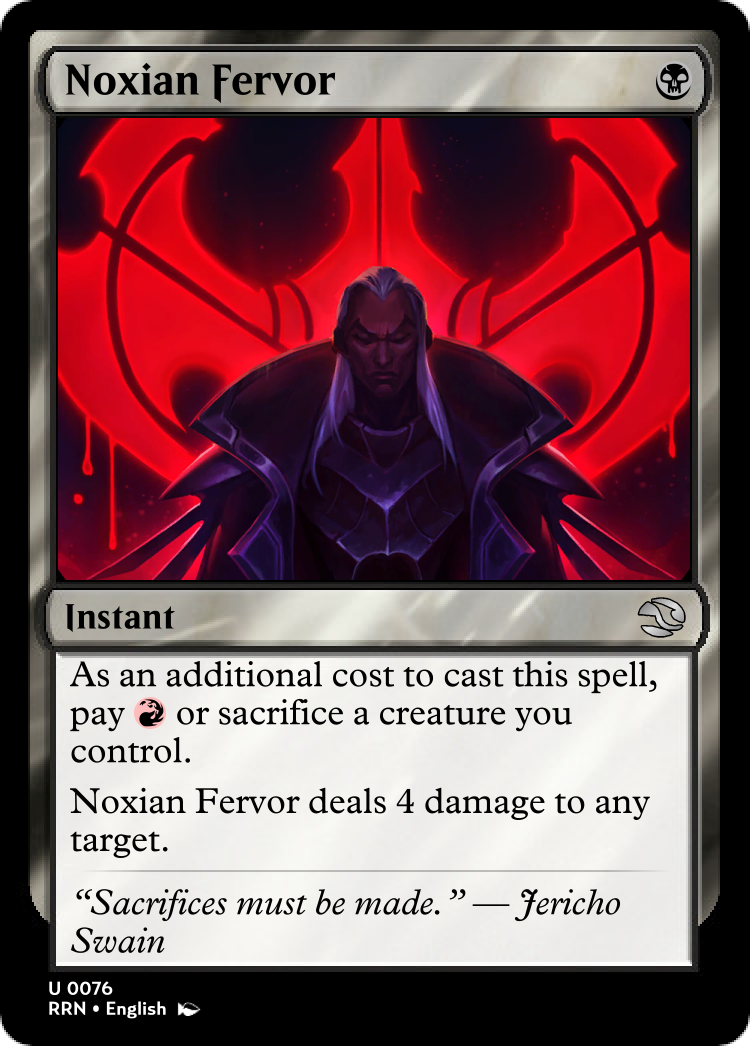 Noxian Fervor
Instant
As an additional cost to cast this spell,
pay or sacrifice a creature you
control.
Noxian Fervor deals 4 damage to any
target.
“Sacrifices must be made.” — Jericho
Swain
U 0076
RRN • English